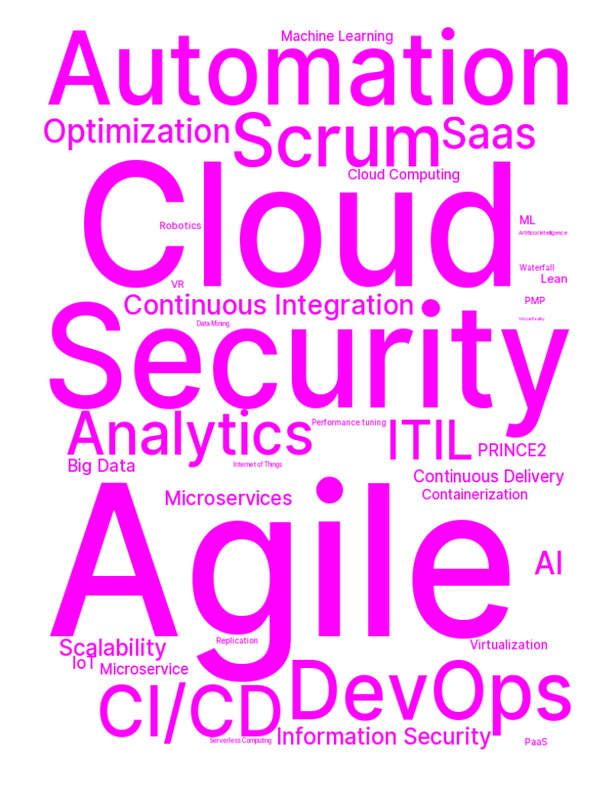 Machine Learning
Automation
Optimization
Scrum
Saas
Cloud Computing
Cloud
Robotics
ML
Artificial Intelligence
Waterfall
Lean
VR
PMP
Continuous Integration
Virtual Reality
Data Mining
Security
Analytics
Performance tuning
ITIL
PRINCE2
Big Data
Internet of Things
Continuous Delivery
Containerization
Microservices
Agile
AI
Replication
Scalability
Virtualization
IoT
Microservice
DevOps
CI/CD
Information Security
Serverless Computing
PaaS